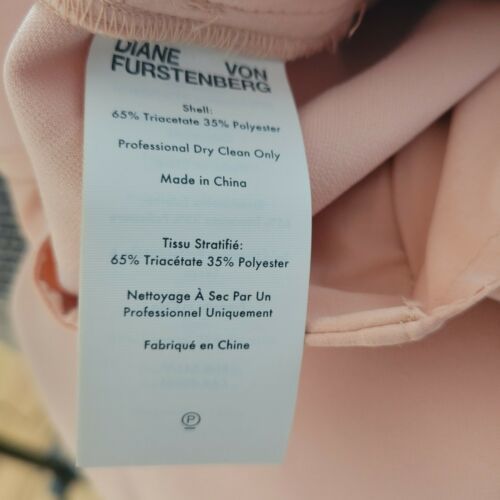 DIANE VON
FURSTENBERG
Shell:
65% Triacetate 35% Polyester
Professional Dry Clean Only
Made in China
Tissu Stratifié:
65% Triacétate 35% Polyester
Nettoyage À Sec Par Un
Professionnel Uniquement
Fabriqué en Chine
P